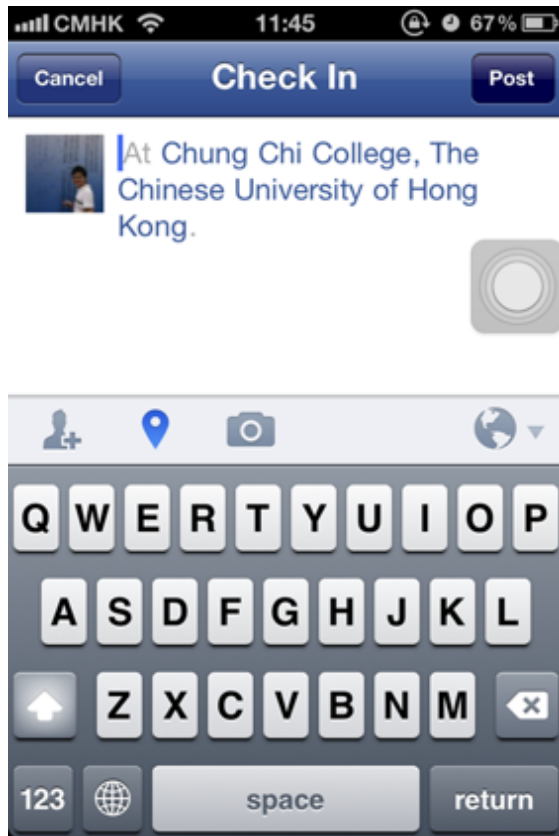 CMHK 11:45 67%
Cancel Check In Post
At Chung Chi College, The
Chinese University of Hong
Kong.
Q W E R T Y U I O P
A S D F G H J K L
Z X C V B N M
123 space return